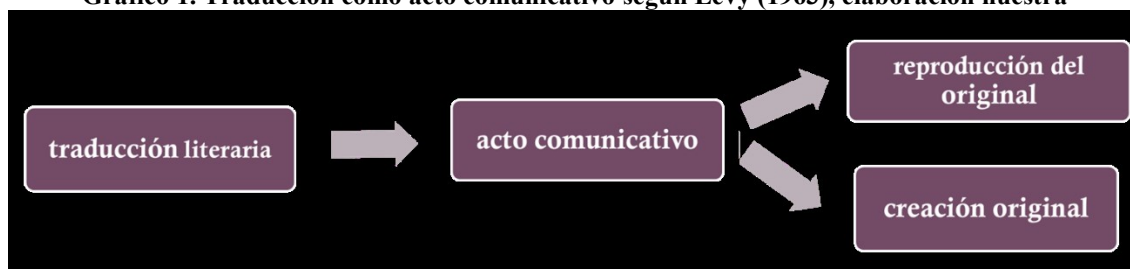 Gráfico 1. Traducción como acto comunicativo según Levý (1963), elaboración nuestra
traducción literaria
acto comunicativo
reproducción del
original
creación original